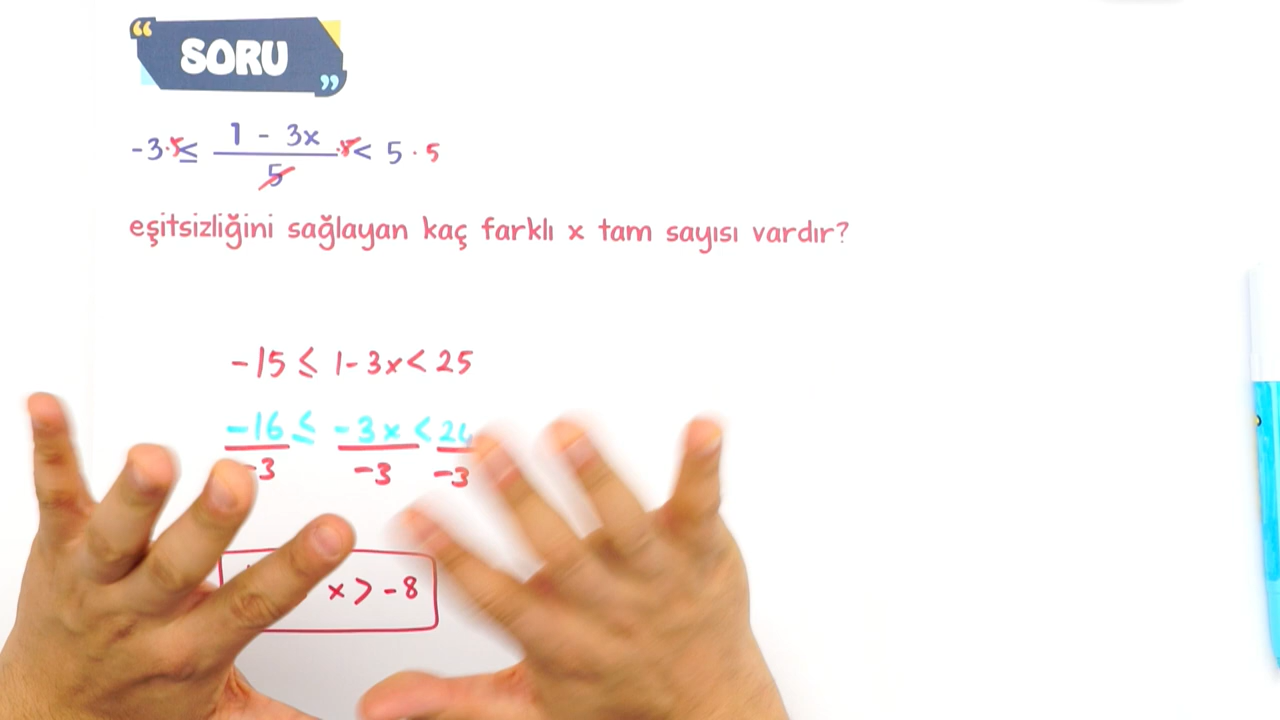 “ SORU ”
-3·5 ≤ 1 - 3x / 5 ·5 < 5 · 5
eşitsizliğini sağlayan kaç farklı x tam sayısı vardır?
-15 ≤ 1-3x < 25
-16 ≤ -3x < 24
-3 -3 -3
x > -8